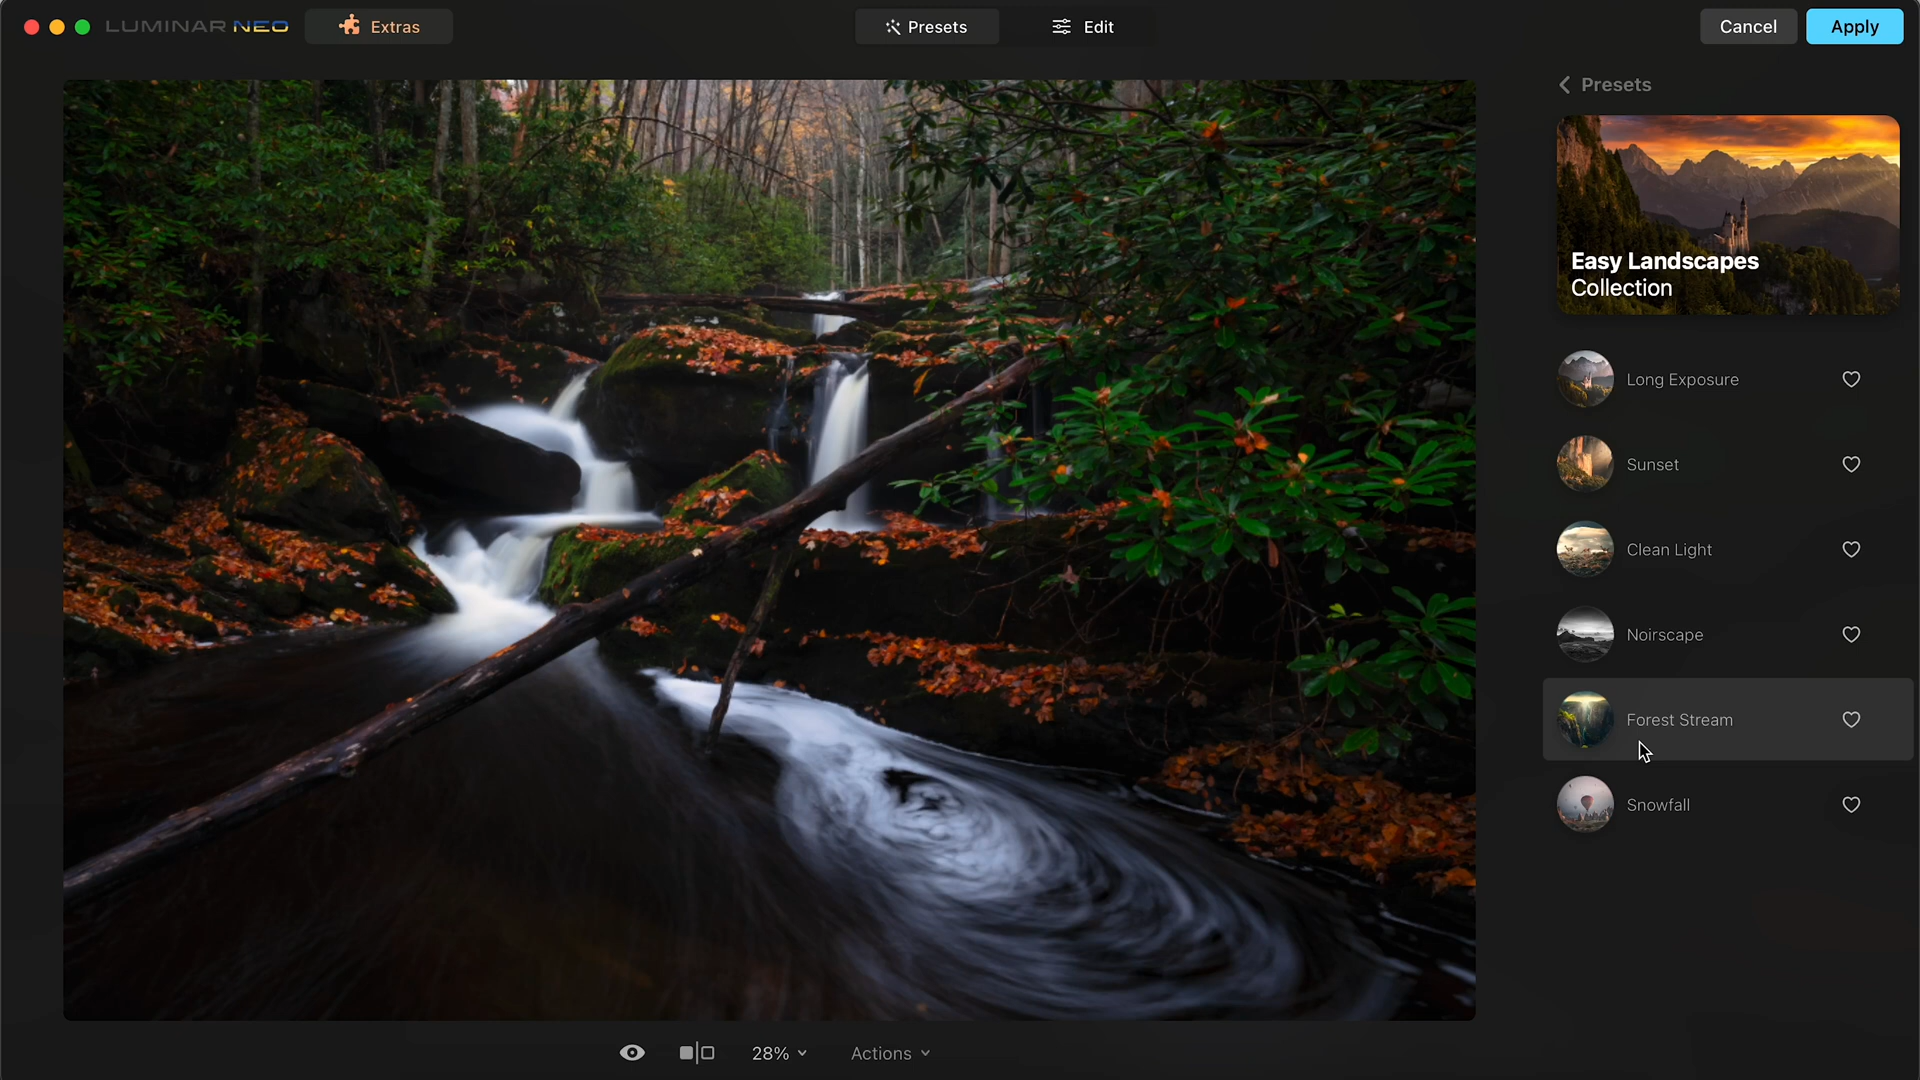 LUMINAR NEO
Extras
Presets
Edit
Cancel
Apply
Presets
Easy Landscapes
Collection
Long Exposure
Sunset
Clean Light
Noirscape
Forest Stream
Snowfall
28%
Actions